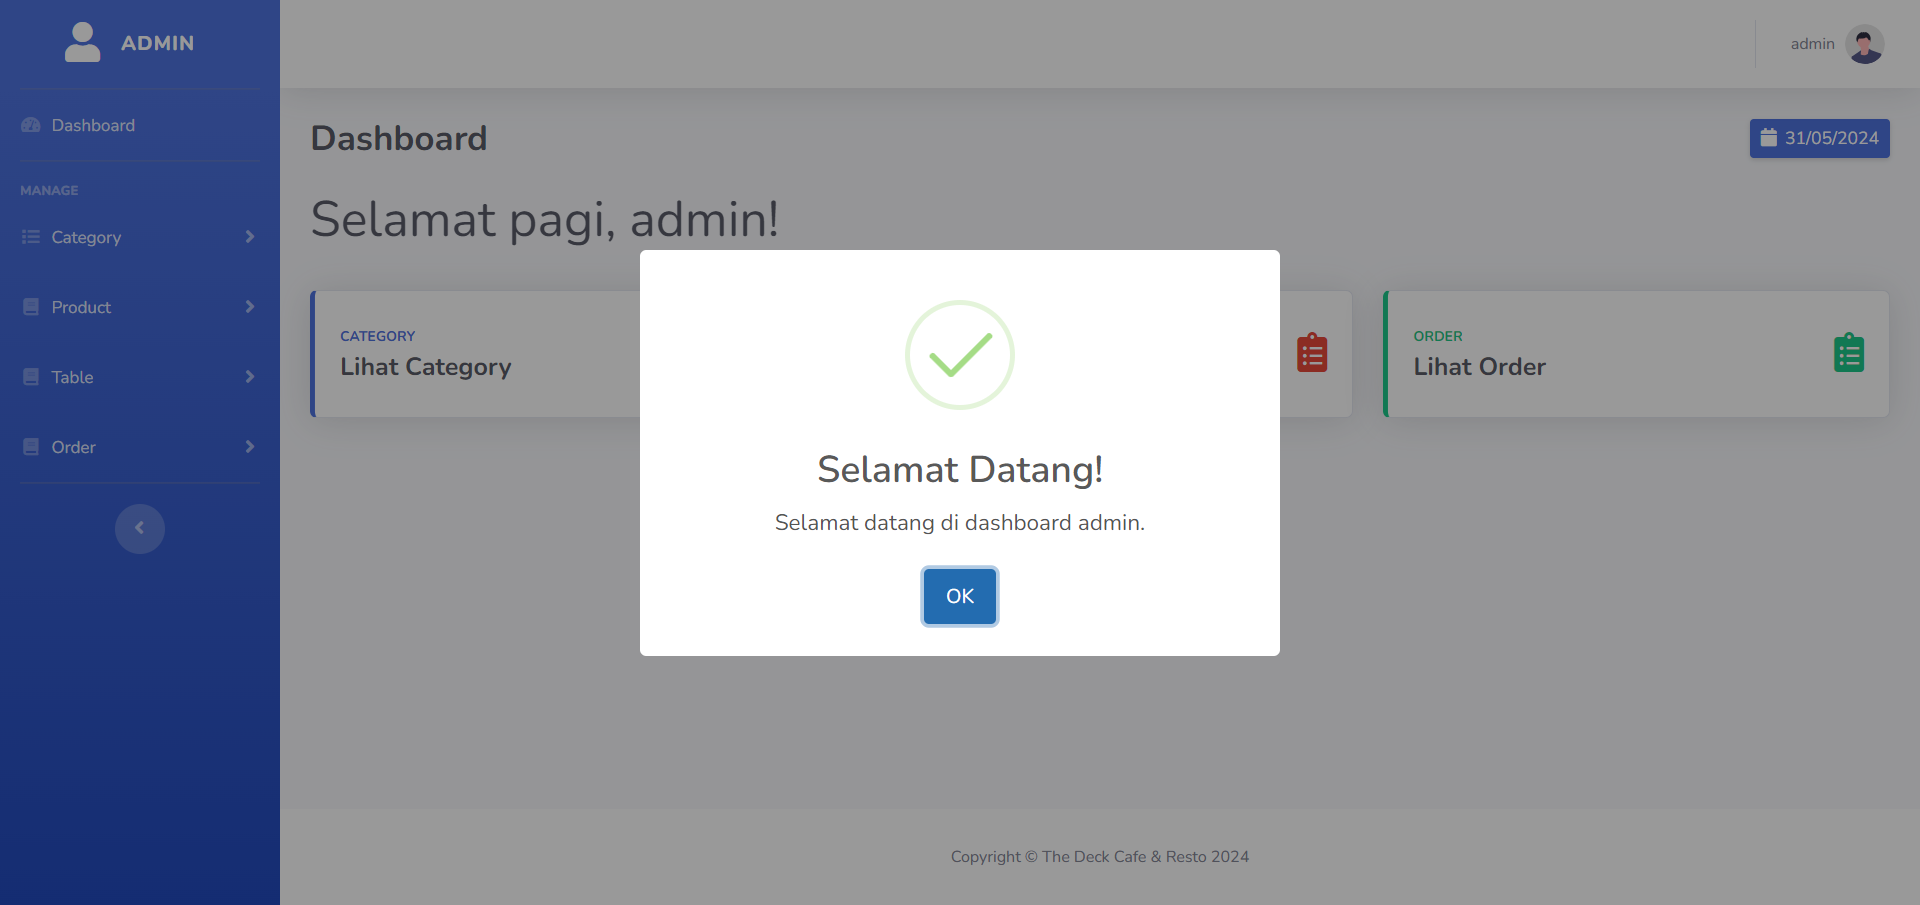 ADMIN
admin
Dashboard
Dashboard
31/05/2024
MANAGE
Selamat pagi, admin!
Category
Product
CATEGORY
Lihat Category
ORDER
Lihat Order
Table
Order
Selamat Datang!
Selamat datang di dashboard admin.
OK
Copyright © The Deck Cafe & Resto 2024